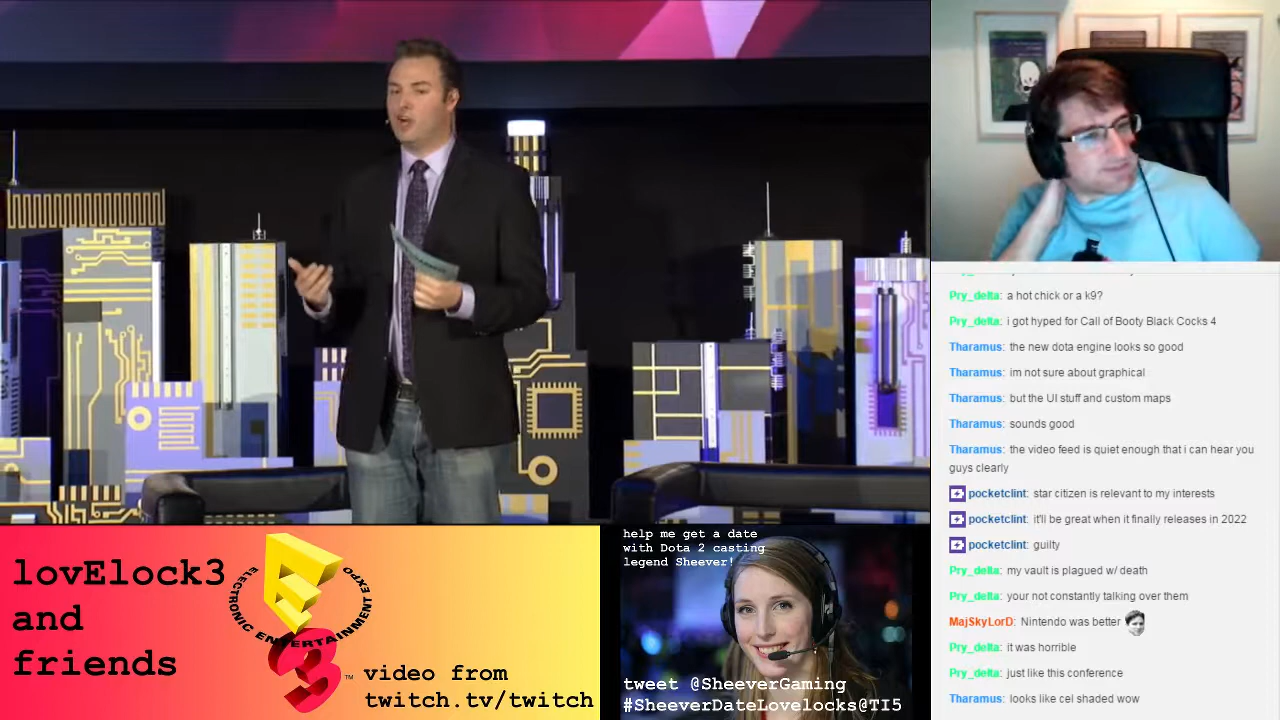 Pry_delta: a hot chick or a k9?
Pry_delta: i got hyped for Call of Booty Black Cocks 4
Tharamus: the new dota engine looks so good
Tharamus: im not sure about graphical
Tharamus: but the UI stuff and custom maps
Tharamus: sounds good
Tharamus: the video feed is quiet enough that i can hear you
guys clearly
pocketclint: star citizen is relevant to my interests
pocketclint: it'll be great when it finally releases in 2022
pocketclint: guilty
Pry_delta: my vault is plagued w/ death
Pry_delta: your not constantly talking over them
MajSkyLorD: Nintendo was better
Pry_delta: it was horrible
Pry_delta: just like this conference
Tharamus: looks like cel shaded wow
lovElock3
and
friends
E3
ELECTRONIC ENTERTAINMENT EXPO
TM
video from
twitch.tv/twitch
help me get a date
with Dota 2 casting
legend Sheever!
tweet @SheeverGaming
#SheeverDateLovelocks@TI5